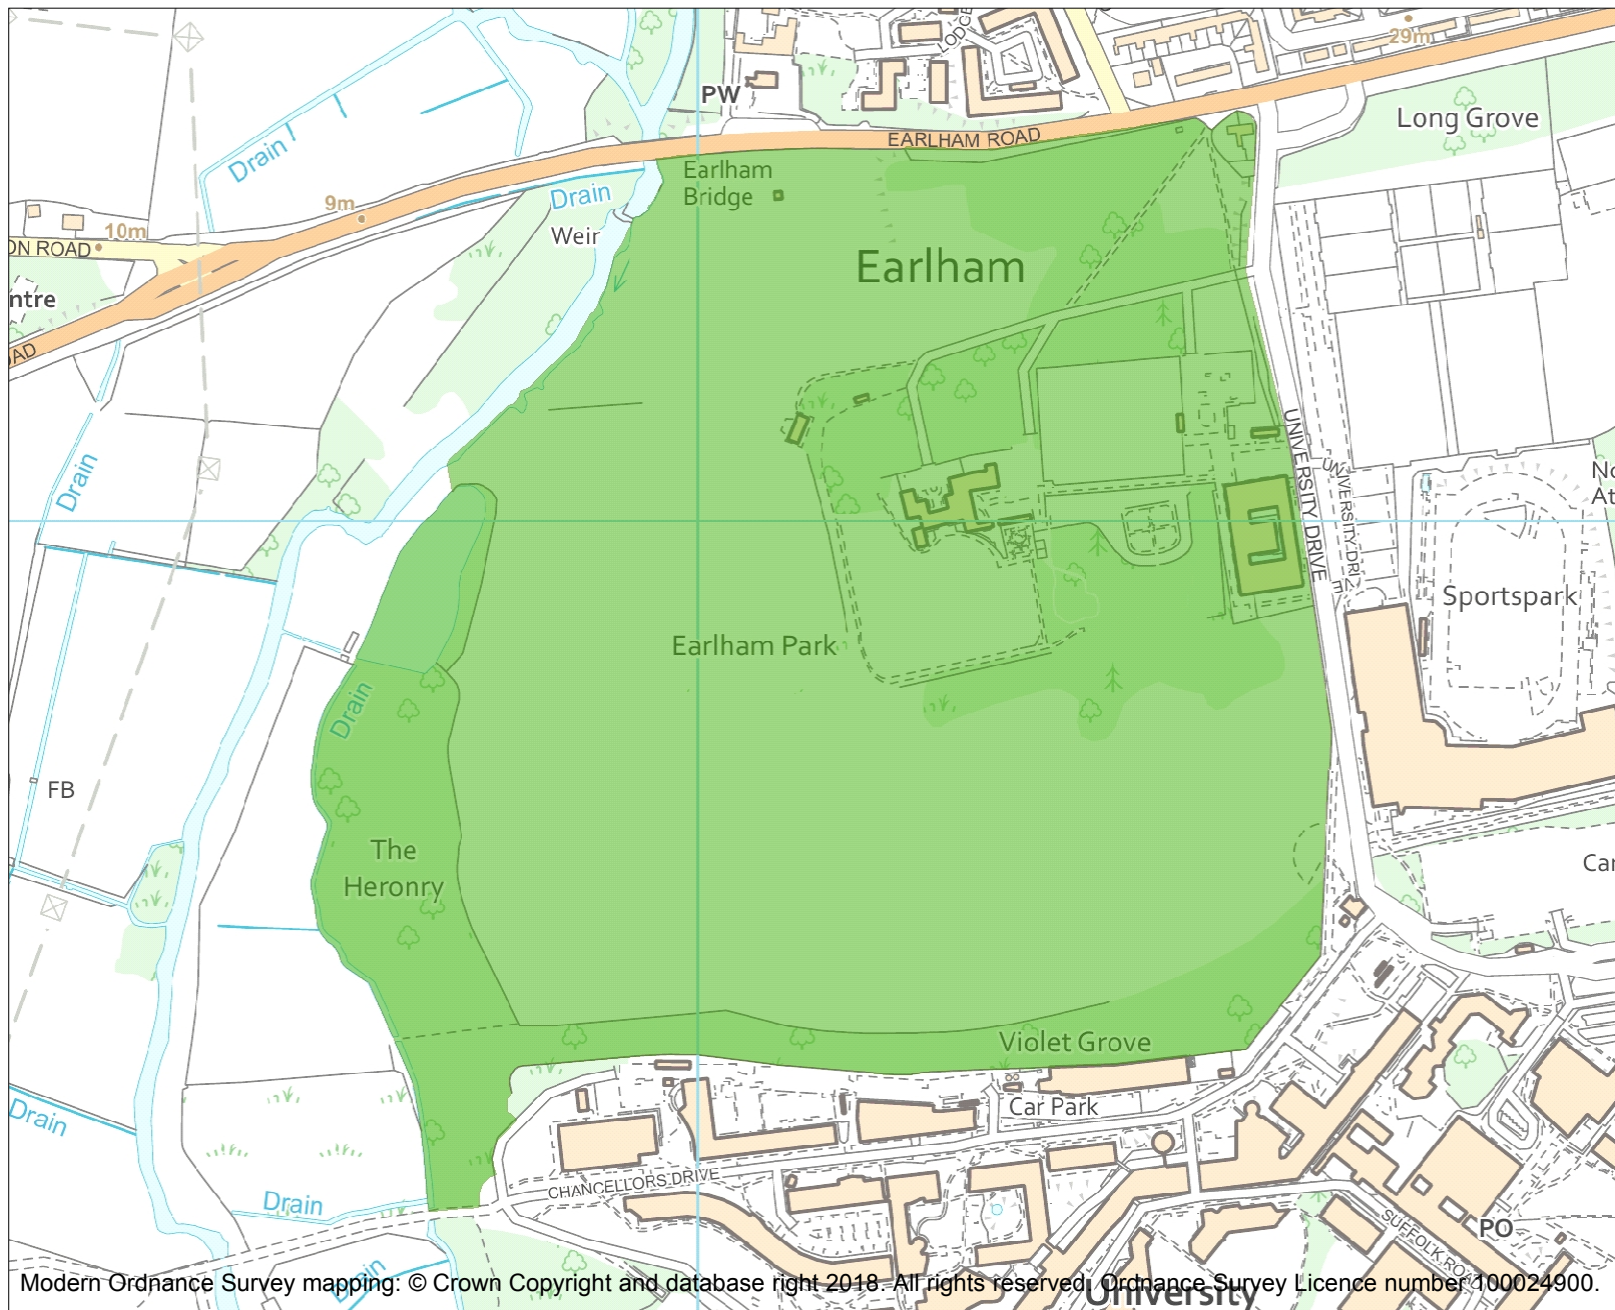 29m
PW
Long Grove
EARLHAM ROAD
Drain
Earlham
Bridge
Drain
9m
10m
ON ROAD
Weir
Earlham
ntre
OAD
UNIVERSITY DRIVE
UNIVERSITY DRIVE
Drain
Sportspark
Earlham Park
Drain
FB
The
Heronry
Car
Violet Grove
Car Park
Drain
CHANCELLORS DRIVE
Drain
SUFFOLK ROAD
PO
University
Modern Ordnance Survey mapping: © Crown Copyright and database right 2018. All rights reserved. Ordnance Survey Licence number 100024900.